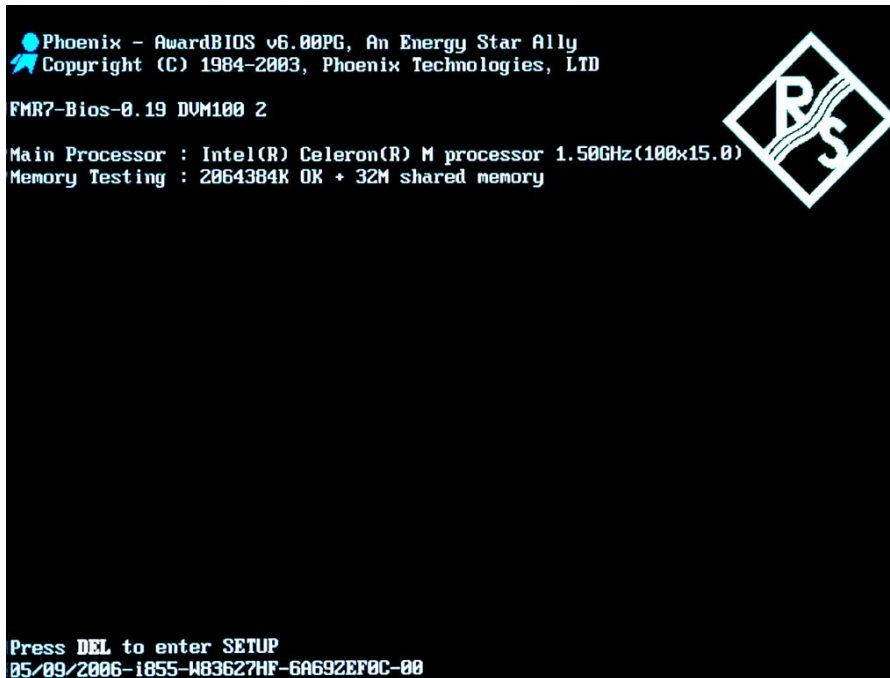 Phoenix - AwardBIOS v6.00PG, An Energy Star Ally
Copyright (C) 1984-2003, Phoenix Technologies, LTD
FMR7-Bios-0.19 DVM100 2
Main Processor : Intel(R) Celeron(R) M processor 1.50GHz(100x15.0)
Memory Testing : 2064384K OK + 32M shared memory
R S
Press DEL to enter SETUP
05/09/2006-i855-W83627HF-6A69ZEF0C-00